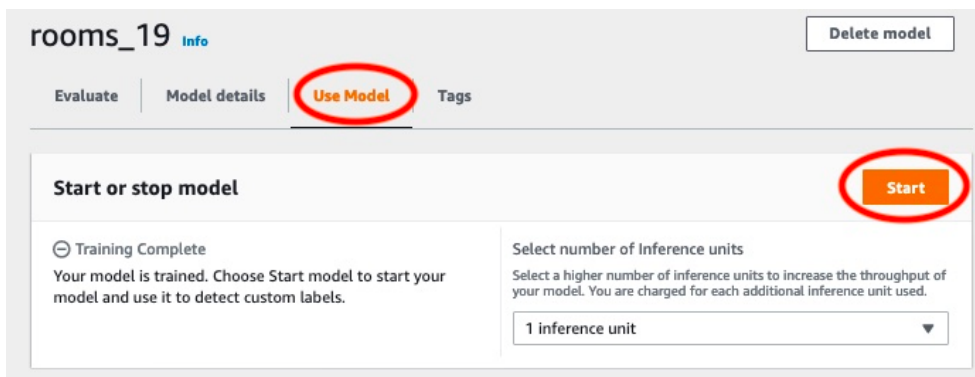 rooms_19 Info
Delete model
Evaluate
Model details
Use Model
Tags
Start or stop model
Start
Training Complete
Your model is trained. Choose Start model to start your
model and use it to detect custom labels.
Select number of Inference units
Select a higher number of inference units to increase the throughput of
your model. You are charged for each additional inference unit used.
1 inference unit